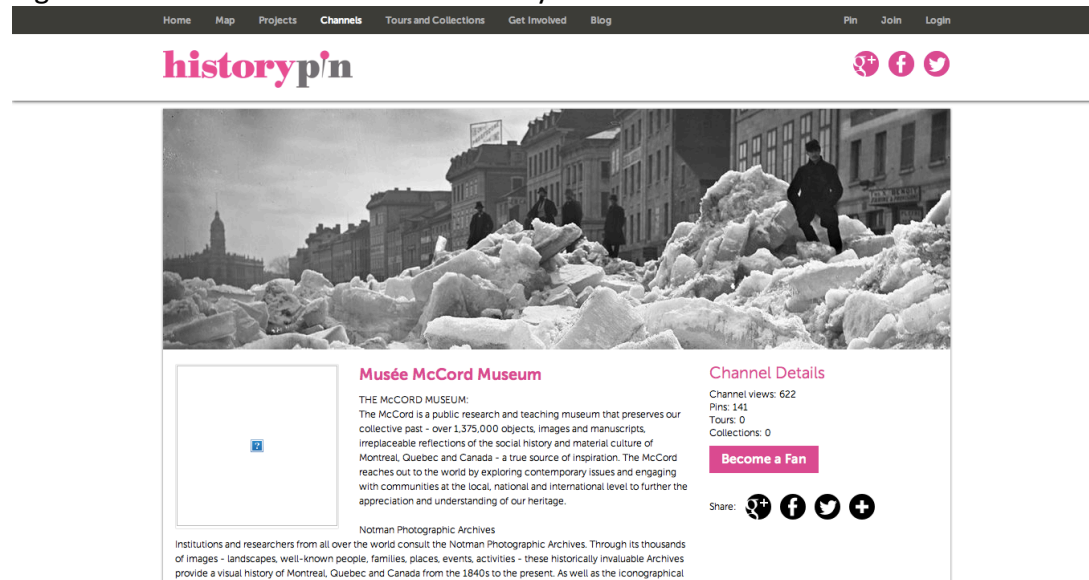 Home Map Projects Channels Tours and Collections Get Involved Blog Pin Join Login
historypin
Musée McCord Museum
THE McCORD MUSEUM:
The McCord is a public research and teaching museum that preserves our
collective past - over 1,375,000 objects, images and manuscripts,
irreplaceable reflections of the social history and material culture of
Montreal, Quebec and Canada - a true source of inspiration. The McCord
reaches out to the world by exploring contemporary issues and engaging
with communities at the local, national and international level to further the
appreciation and understanding of our heritage.
Notman Photographic Archives
Institutions and researchers from all over the world consult the Notman Photographic Archives. Through its thousands
of images - landscapes, well-known people, families, places, events, activities - these historically invaluable Archives
provide a visual history of Montreal, Quebec and Canada from the 1840s to the present. As well as the iconographical
Channel Details
Channel views: 622
Pins: 141
Tours: 0
Collections: 0
Become a Fan
Share: